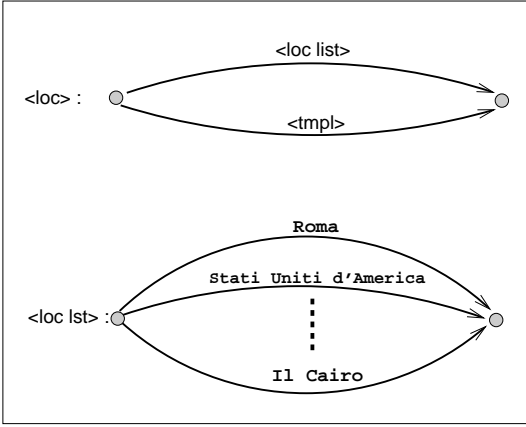 <loc list>
<loc> :
<tmpl>
Roma
Stati Uniti d'America
<loc lst> :
Il Cairo